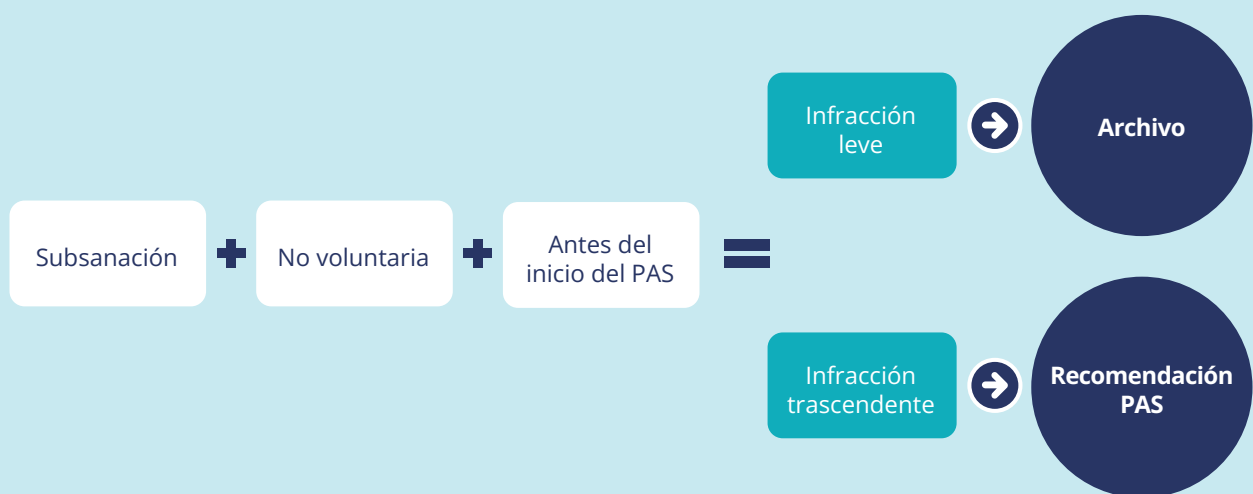 Subsanación
No voluntaria
Antes del
inicio del PAS
Infracción
leve
Archivo
Infracción
trascendente
Recomendación
PAS